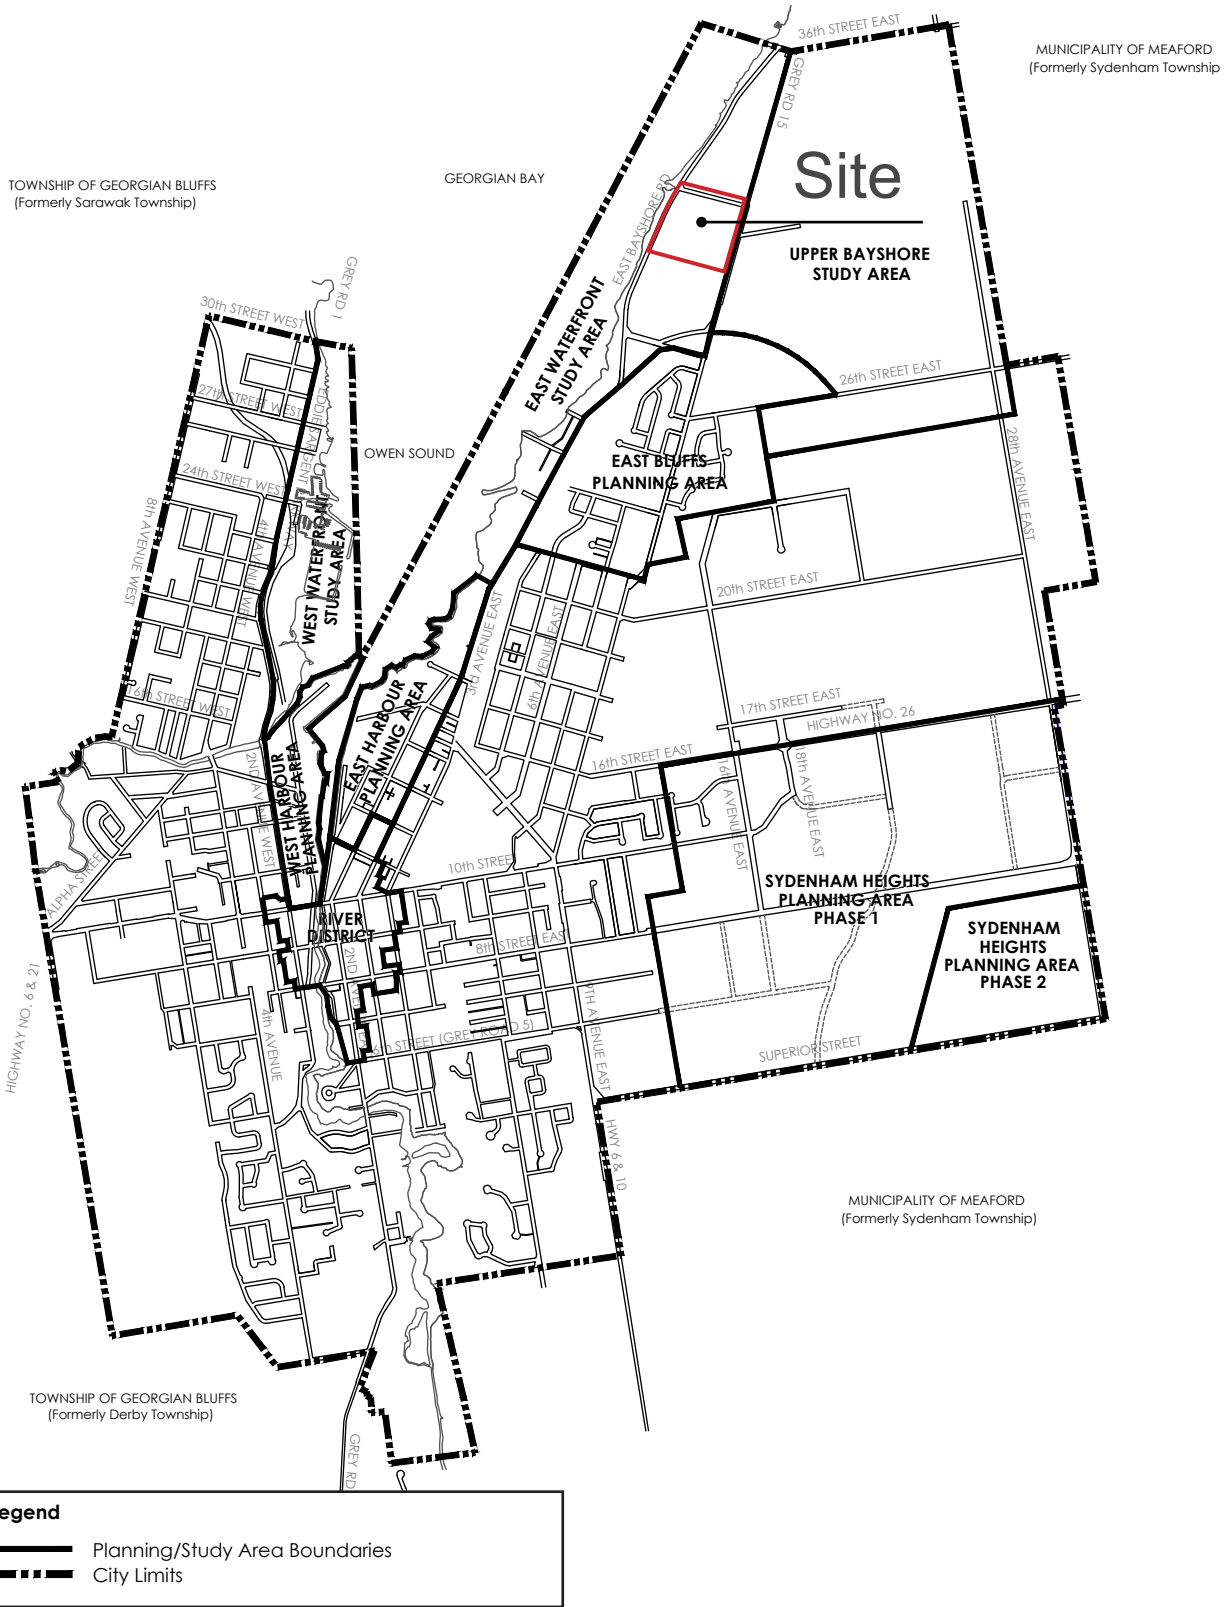 36th STREET EAST
MUNICIPALITY OF MEAFORD
(Formerly Sydenham Township
GREY RD 15
Site
TOWNSHIP OF GEORGIAN BLUFFS
(Formerly Sarawak Township)
GEORGIAN BAY
EAST BAYSHORE RD
UPPER BAYSHORE
STUDY AREA
GREY RD 1
30th STREET WEST
EAST WATERFRONT
STUDY AREA
26th STREET EAST
27th STREET WEST
EDDIE SARGENT
OWEN SOUND
28th AVENUE EAST
EAST BLUFFS
PLANNING AREA
24th STREET WEST
8th AVENUE WEST
4th AVENUE WEST
WEST WATERFRONT
STUDY AREA
20th STREET EAST
3rd AVENUE EAST
6th AVENUE EAST
16th STREET WEST
EAST HARBOUR
PLANNING AREA
17th STREET EAST
HIGHWAY NO. 26
16th STREET EAST
2ND AVENUE WEST
WEST HARBOUR
PLANNING AREA
16th AVENUE EAST
18th AVENUE EAST
ALPHA STREET
10th STREET
SYDENHAM HEIGHTS
PLANNING AREA
PHASE 1
RIVER
DISTRICT
SYDENHAM
HEIGHTS
PLANNING AREA
PHASE 2
8th STREET EAST
HIGHWAY NO. 6 & 21
4th AVENUE
9TH AVENUE EAST
6th STREET (GREY ROAD 5)
SUPERIOR STREET
HWY 6 & 10
MUNICIPALITY OF MEAFORD
(Formerly Sydenham Township)
TOWNSHIP OF GEORGIAN BLUFFS
(Formerly Derby Township)
GREY RD
egend
Planning/Study Area Boundaries
City Limits